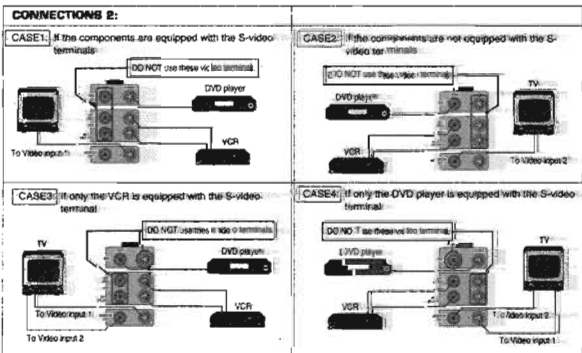 CONNECTIONS 2:
CASE1: If the components are equipped with the S-video
terminals
DO NOT use these video terminals.
DVD player
VCR
To Video input
CASE2: If the components are not equipped with the S-
video terminals
DO NOT use these video terminals
TV
DVD player
VCR
To Video input 2
CASE3: If only the VCR is equipped with the S-video
terminal
DO NOT use these video terminals.
TV
DVD player
To Video input 1
VCR
To Video input 2
CASE4: If only the DVD player is equipped with the S-video
terminal
DO NOT use these video terminals.
TV
DVD player
VCR
To Video input 2
To Video input 1